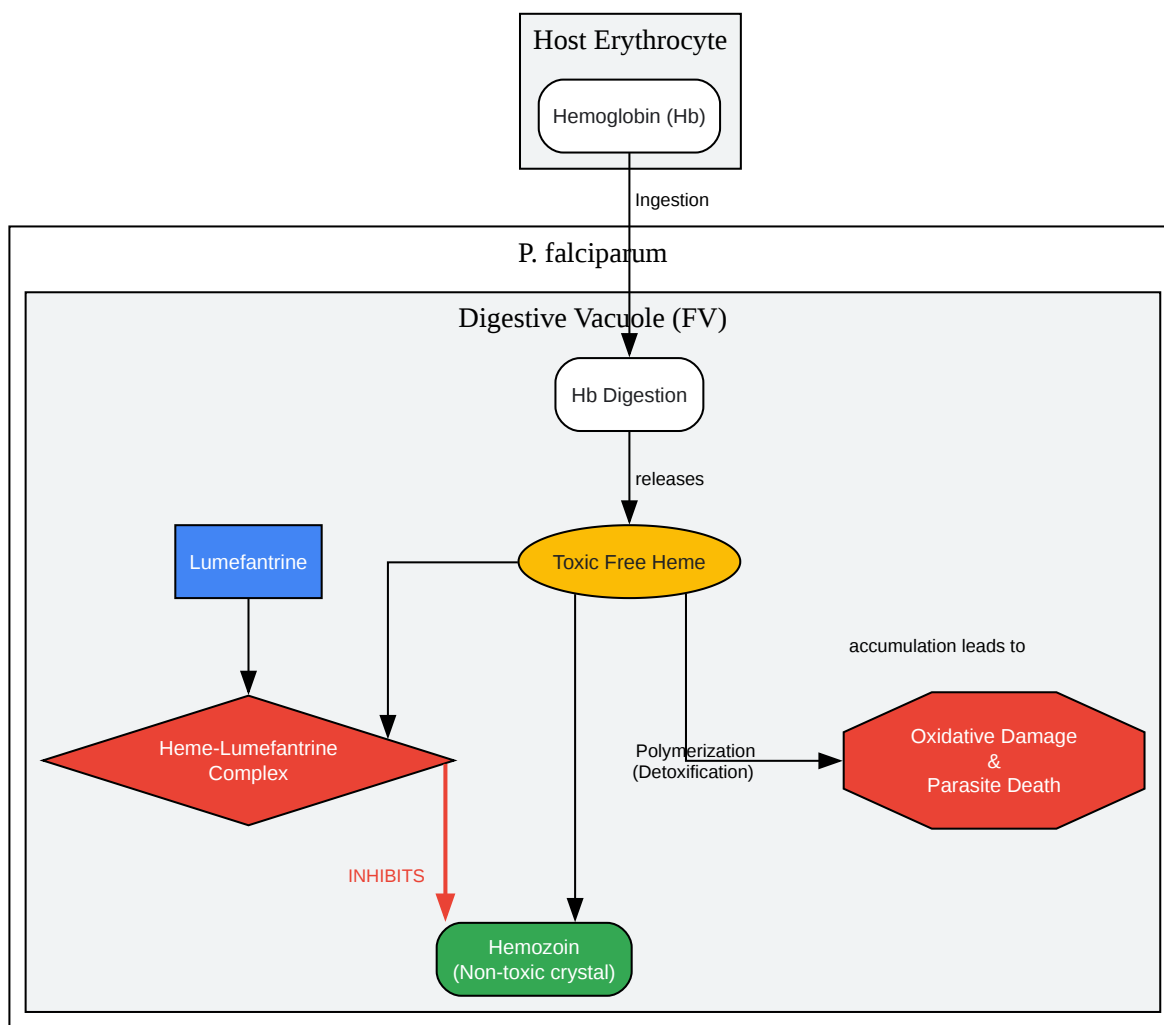 Host Erythrocyte
Hemoglobin (Hb)
Ingestion
P. falciparum
Digestive Vacuole (FV)
Hb Digestion
releases
Lumefantrine
Toxic Free Heme
accumulation leads to
Heme-Lumefantrine
Complex
Polymerization
(Detoxification)
Oxidative Damage
&
Parasite Death
INHIBITS
Hemozoin
(Non-toxic crystal)